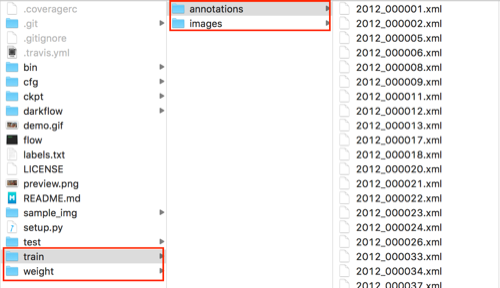 .coveragerc
.git
.gitignore
.travis.yml
bin
cfg
ckpt
darkflow
demo.gif
flow
labels.txt
LICENSE
preview.png
README.md
sample_img
setup.py
test
train
weight
annotations
images
2012_000001.xml
2012_000002.xml
2012_000005.xml
2012_000006.xml
2012_000008.xml
2012_000009.xml
2012_000011.xml
2012_000012.xml
2012_000013.xml
2012_000017.xml
2012_000018.xml
2012_000020.xml
2012_000021.xml
2012_000022.xml
2012_000023.xml
2012_000024.xml
2012_000026.xml
2012_000033.xml
2012_000034.xml
2012_000037.xml